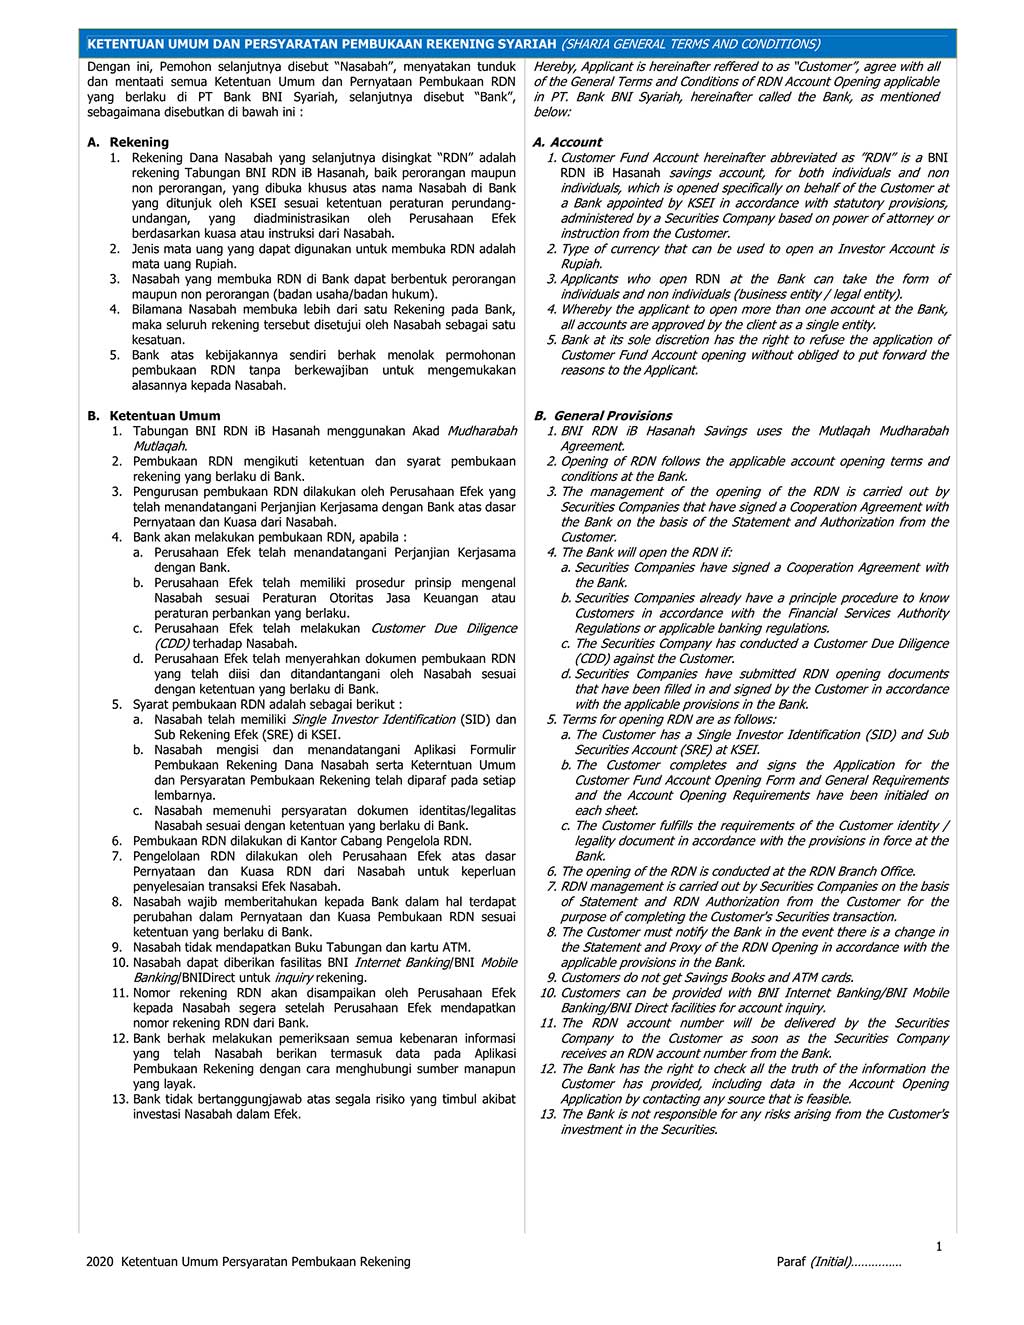 KETENTUAN UMUM DAN PERSYARATAN PEMBUKAAN REKENING SYARIAH (SHARIA GENERAL TERMS AND CONDITIONS)
Dengan ini, Pemohon selanjutnya disebut “Nasabah”, menyatakan tunduk
dan mentaati semua Ketentuan Umum dan Pernyataan Pembukaan RDN
yang berlaku di PT Bank BNI Syariah, selanjutnya disebut “Bank”,
sebagaimana disebutkan di bawah ini :
A. Rekening
1. Rekening Dana Nasabah yang selanjutnya disingkat “RDN” adalah
rekening Tabungan BNI RDN iB Hasanah, baik perorangan maupun
non perorangan, yang dibuka khusus atas nama Nasabah di Bank
yang ditunjuk oleh KSEI sesuai ketentuan peraturan perundang-
undangan, yang diadministrasikan oleh Perusahaan Efek
berdasarkan kuasa atau instruksi dari Nasabah.
2. Jenis mata uang yang dapat digunakan untuk membuka RDN adalah
mata uang Rupiah.
3. Nasabah yang membuka RDN di Bank dapat berbentuk perorangan
maupun non perorangan (badan usaha/badan hukum).
4. Bilamana Nasabah membuka lebih dari satu Rekening pada Bank,
maka seluruh rekening tersebut disetujui oleh Nasabah sebagai satu
kesatuan.
5. Bank atas kebijakannya sendiri berhak menolak permohonan
pembukaan RDN tanpa berkewajiban untuk mengemukakan
alasannya kepada Nasabah.
B. Ketentuan Umum
1. Tabungan BNI RDN iB Hasanah menggunakan Akad Mudharabah
Mutlaqah.
2. Pembukaan RDN mengikuti ketentuan dan syarat pembukaan
rekening yang berlaku di Bank.
3. Pengurusan pembukaan RDN dilakukan oleh Perusahaan Efek yang
telah menandatangani Perjanjian Kerjasama dengan Bank atas dasar
Pernyataan dan Kuasa dari Nasabah.
4. Bank akan melakukan pembukaan RDN, apabila :
a. Perusahaan Efek telah menandatangani Perjanjian Kerjasama
dengan Bank.
b. Perusahaan Efek telah memiliki prosedur prinsip mengenal
Nasabah sesuai Peraturan Otoritas Jasa Keuangan atau
peraturan perbankan yang berlaku.
c. Perusahaan Efek telah melakukan Customer Due Diligence
(CDD) terhadap Nasabah.
d. Perusahaan Efek telah menyerahkan dokumen pembukaan RDN
yang telah diisi dan ditandantangani oleh Nasabah sesuai
dengan ketentuan yang berlaku di Bank.
5. Syarat pembukaan RDN adalah sebagai berikut :
a. Nasabah telah memiliki Single Investor Identification (SID) dan
Sub Rekening Efek (SRE) di KSEI.
b. Nasabah mengisi dan menandatangani Aplikasi Formulir
Pembukaan Rekening Dana Nasabah serta Keterntuan Umum
dan Persyaratan Pembukaan Rekening telah diparaf pada setiap
lembarnya.
c. Nasabah memenuhi persyaratan dokumen identitas/legalitas
Nasabah sesuai dengan ketentuan yang berlaku di Bank.
6. Pembukaan RDN dilakukan di Kantor Cabang Pengelola RDN.
7. Pengelolaan RDN dilakukan oleh Perusahaan Efek atas dasar
Pernyataan dan Kuasa RDN dari Nasabah untuk keperluan
penyelesaian transaksi Efek Nasabah.
8. Nasabah wajib memberitahukan kepada Bank dalam hal terdapat
perubahan dalam Pernyataan dan Kuasa Pembukaan RDN sesuai
ketentuan yang berlaku di Bank.
9. Nasabah tidak mendapatkan Buku Tabungan dan kartu ATM.
10. Nasabah dapat diberikan fasilitas BNI Internet Banking/BNI Mobile
Banking/BNIDirect untuk inquiry rekening.
11. Nomor rekening RDN akan disampaikan oleh Perusahaan Efek
kepada Nasabah segera setelah Perusahaan Efek mendapatkan
nomor rekening RDN dari Bank.
12. Bank berhak melakukan pemeriksaan semua kebenaran informasi
yang telah Nasabah berikan termasuk data pada Aplikasi
Pembukaan Rekening dengan cara menghubungi sumber manapun
yang layak.
13. Bank tidak bertanggungjawab atas segala risiko yang timbul akibat
investasi Nasabah dalam Efek.
Hereby, Applicant is hereinafter reffered to as “Customer”, agree with all
of the General Terms and Conditions of RDN Account Opening applicable
in PT. Bank BNI Syariah, hereinafter called the Bank, as mentioned
below:
A. Account
1. Customer Fund Account hereinafter abbreviated as ”RDN” is a BNI
RDN iB Hasanah savings account, for both individuals and non
individuals, which is opened specifically on behalf of the Customer at
a Bank appointed by KSEI in accordance with statutory provisions,
administered by a Securities Company based on power of attorney or
instruction from the Customer.
2. Type of currency that can be used to open an Investor Account is
Rupiah.
3. Applicants who open RDN at the Bank can take the form of
individuals and non individuals (business entity / legal entity).
4. Whereby the applicant to open more than one account at the Bank,
all accounts are approved by the client as a single entity.
5. Bank at its sole discretion has the right to refuse the application of
Customer Fund Account opening without obliged to put forward the
reasons to the Applicant.
B. General Provisions
1. BNI RDN iB Hasanah Savings uses the Mutlaqah Mudharabah
Agreement.
2. Opening of RDN follows the applicable account opening terms and
conditions at the Bank.
3. The management of the opening of the RDN is carried out by
Securities Companies that have signed a Cooperation Agreement with
the Bank on the basis of the Statement and Authorization from the
Customer.
4. The Bank will open the RDN if:
a. Securities Companies have signed a Cooperation Agreement with
the Bank.
b. Securities Companies already have a principle procedure to know
Customers in accordance with the Financial Services Authority
Regulations or applicable banking regulations.
c. The Securities Company has conducted a Customer Due Diligence
(CDD) against the Customer.
d. Securities Companies have submitted RDN opening documents
that have been filled in and signed by the Customer in accordance
with the applicable provisions in the Bank.
5. Terms for opening RDN are as follows:
a. The Customer has a Single Investor Identification (SID) and Sub
Securities Account (SRE) at KSEI.
b. The Customer completes and signs the Application for the
Customer Fund Account Opening Form and General Requirements
and the Account Opening Requirements have been initialed on
each sheet.
c. The Customer fulfills the requirements of the Customer identity /
legality document in accordance with the provisions in force at the
Bank.
6. The opening of the RDN is conducted at the RDN Branch Office.
7. RDN management is carried out by Securities Companies on the basis
of Statement and RDN Authorization from the Customer for the
purpose of completing the Customer's Securities transaction.
8. The Customer must notify the Bank in the event there is a change in
the Statement and Proxy of the RDN Opening in accordance with the
applicable provisions in the Bank.
9. Customers do not get Savings Books and ATM cards.
10. Customers can be provided with BNI Internet Banking/BNI Mobile
Banking/BNI Direct facilities for account inquiry.
11. The RDN account number will be delivered by the Securities
Company to the Customer as soon as the Securities Company
receives an RDN account number from the Bank.
12. The Bank has the right to check all the truth of the information the
Customer has provided, including data in the Account Opening
Application by contacting any source that is feasible.
13. The Bank is not responsible for any risks arising from the Customer's
investment in the Securities.
1
2020 Ketentuan Umum Persyaratan Pembukaan Rekening
Paraf (Initial)...............